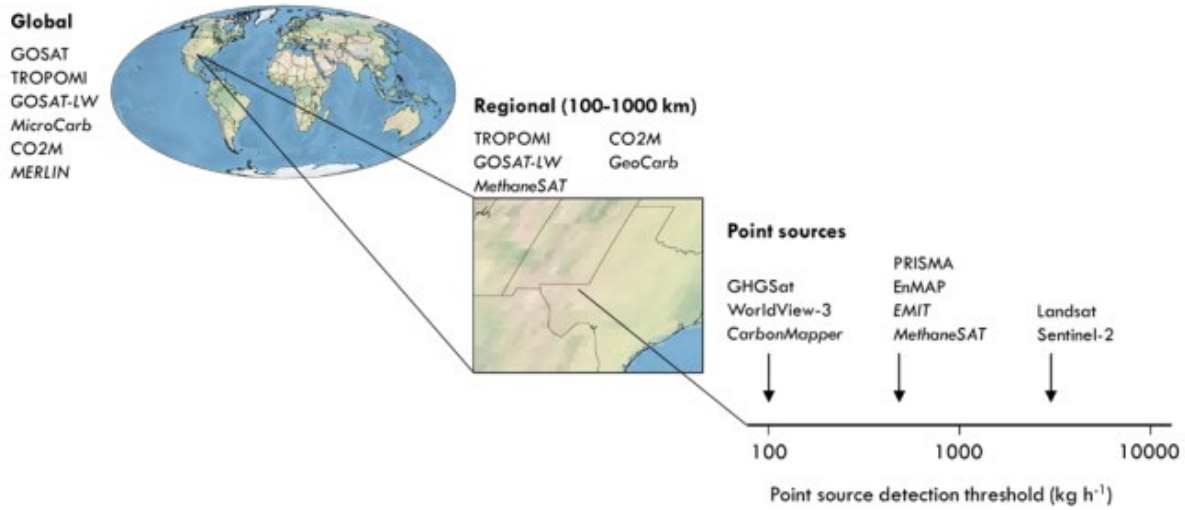 Global
GOSAT
TROPOMI
GOSAT-LW
MicroCarb
CO2M
MERLIN
Regional (100-1000 km)
TROPOMI CO2M
GOSAT-LW GeoCarb
MethaneSAT
Point sources
GHGSat
WorldView-3
CarbonMapper
PRISMA
EnMAP
EMIT
MethaneSAT
Landsat
Sentinel-2
100 1000 10000
Point source detection threshold (kg h⁻¹)